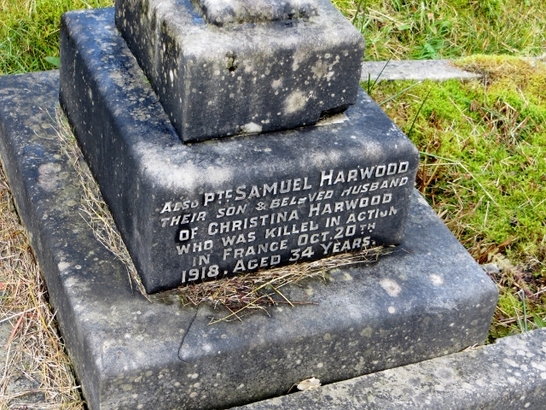 ALSO PTE SAMUEL HARWOOD
THEIR SON & BELOVED HUSBAND
OF CHRISTINA HARWOOD
WHO WAS KILLED IN ACTION
IN FRANCE OCT. 20TH
1918. AGED 34 YEARS.